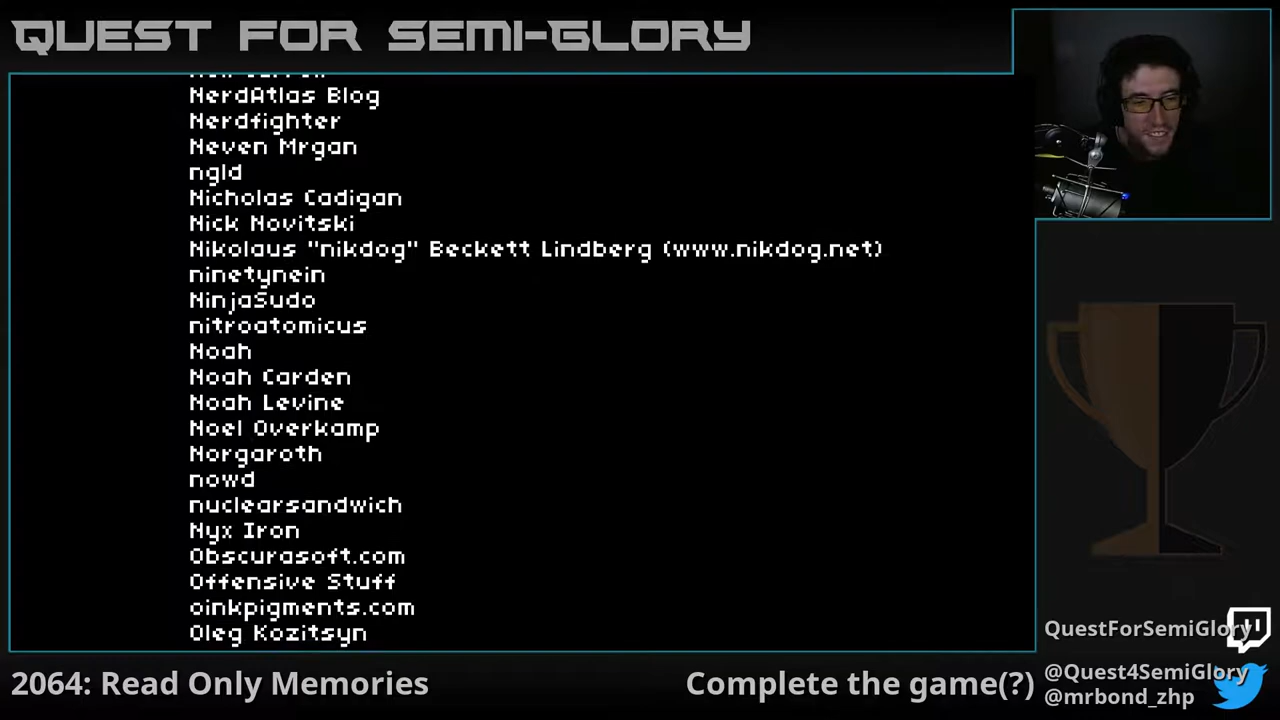 QUEST FOR SEMI-GLORY
NerdAtlas Blog
Nerdfighter
Neven Mrgan
ngld
Nicholas Cadigan
Nick Novitski
Nikolaus "nikdog" Beckett Lindberg (www.nikdog.net)
ninetynein
NinjaSudo
nitroatomicus
Noah
Noah Carden
Noah Levine
Noel Overkamp
Norgaroth
nowd
nuclearsandwich
Nyx Iron
Obscurasoft.com
Offensive Stuff
oinkpigments.com
Oleg Kozitsyn
QuestForSemiGlory
@Quest4SemiGlory
@mrbond_zhp
2064: Read Only Memories
Complete the game(?)